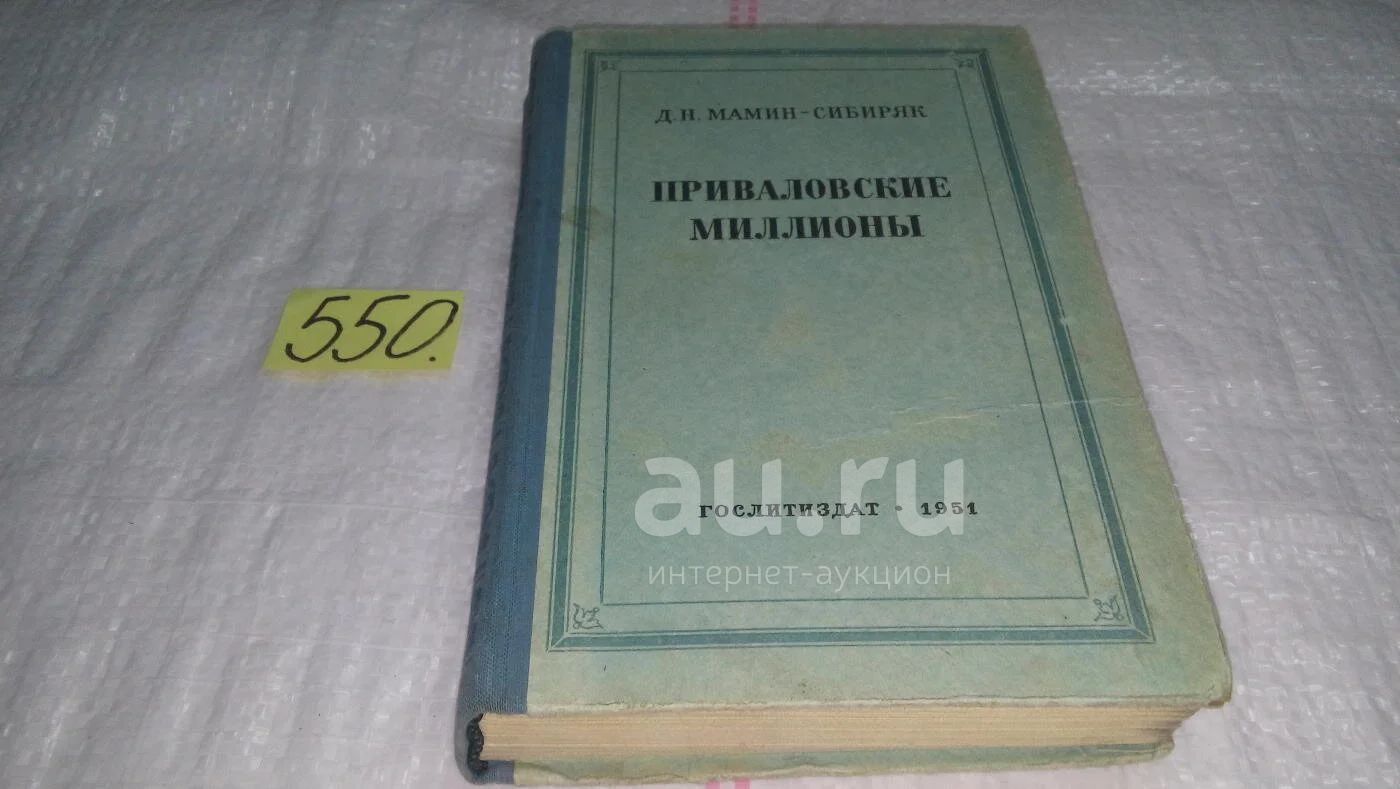 Д. Н. МАМИН-СИБИРЯК
ПРИВАЛОВСКИЕ
МИЛЛИОНЫ
550.
au.ru
ГОСЛИТИЗДАТ • 1951
интернет-аукцион